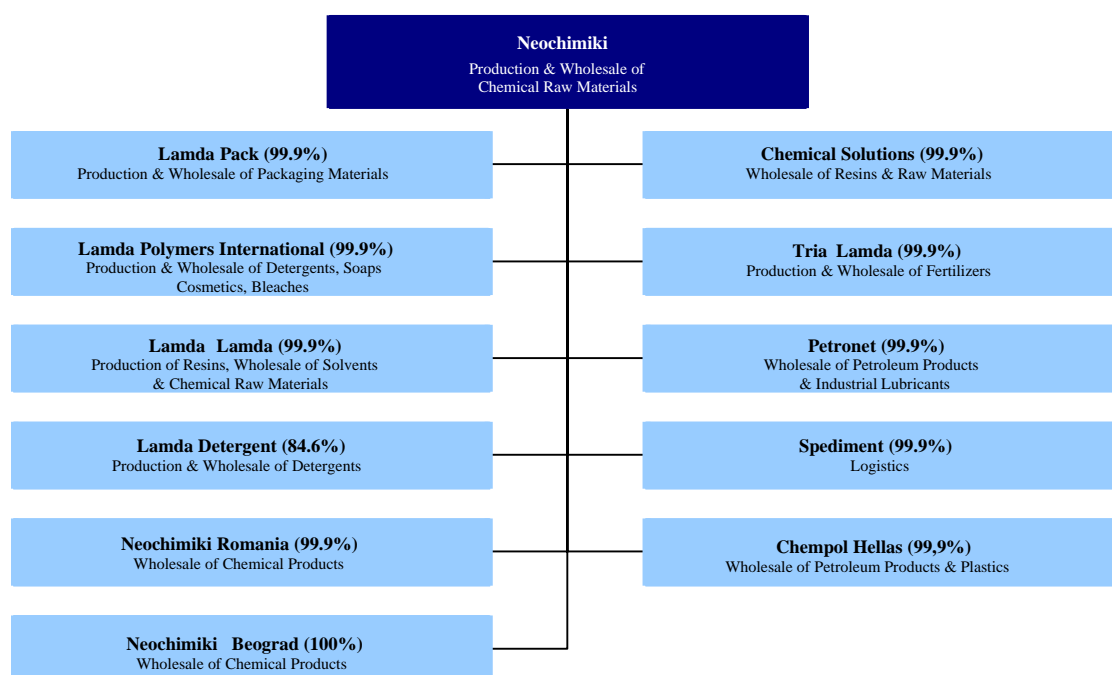 Neochimiki
Production & Wholesale of
Chemical Raw Materials
Lamda Pack (99.9%)
Production & Wholesale of Packaging Materials
Chemical Solutions (99.9%)
Wholesale of Resins & Raw Materials
Lamda Polymers International (99.9%)
Production & Wholesale of Detergents, Soaps
Cosmetics, Bleaches
Tria Lamda (99.9%)
Production & Wholesale of Fertilizers
Lamda Lamda (99.9%)
Production of Resins, Wholesale of Solvents
& Chemical Raw Materials
Petronet (99.9%)
Wholesale of Petroleum Products
& Industrial Lubricants
Lamda Detergent (84.6%)
Production & Wholesale of Detergents
Spediment (99.9%)
Logistics
Neochimiki Romania (99.9%)
Wholesale of Chemical Products
Chempol Hellas (99,9%)
Wholesale of Petroleum Products & Plastics
Neochimiki Beograd (100%)
Wholesale of Chemical Products